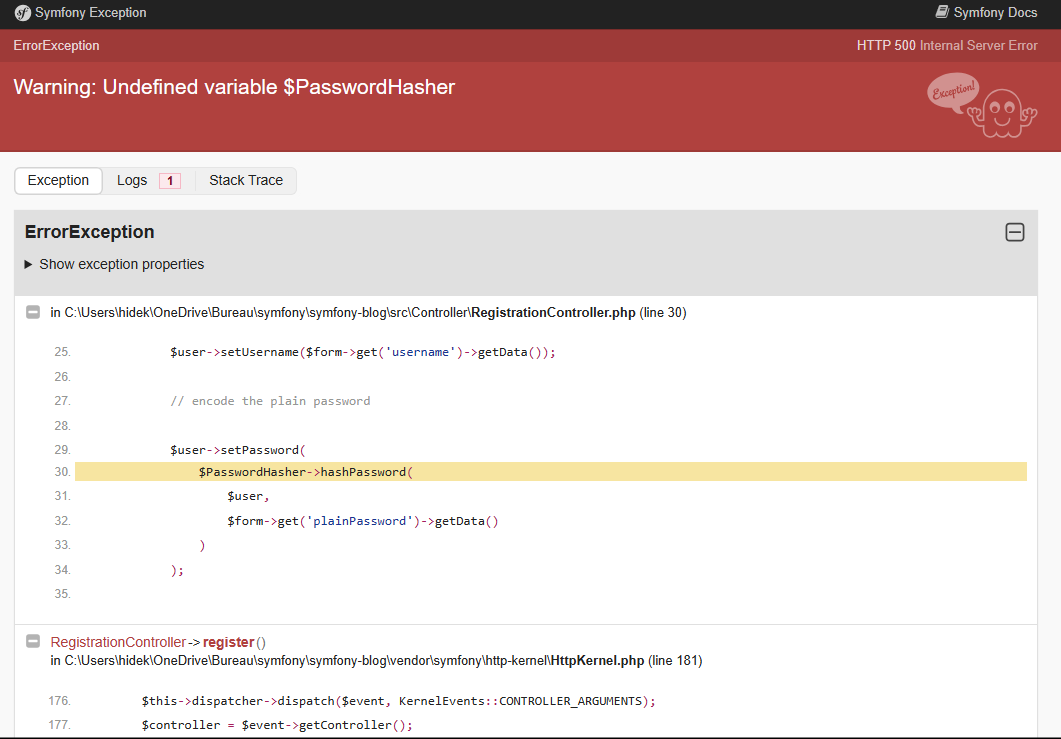 sf Symfony Exception
Symfony Docs
ErrorException
HTTP 500 Internal Server Error
Warning: Undefined variable $PasswordHasher
Exception!
Exception Logs 1 Stack Trace
ErrorException
Show exception properties
in C:\Users\hidek\OneDrive\Bureau\symfony\symfony-blog\src\Controller\RegistrationController.php (line 30)
25. $user->setUsername($form->get('username')->getData());
26.
27. // encode the plain password
28.
29. $user->setPassword(
30. $PasswordHasher->hashPassword(
31. $user,
32. $form->get('plainPassword')->getData()
33. )
34. );
35.
RegistrationController->register()
in C:\Users\hidek\OneDrive\Bureau\symfony\symfony-blog\vendor\symfony\http-kernel\HttpKernel.php (line 181)
176. $this->dispatcher->dispatch($event, KernelEvents::CONTROLLER_ARGUMENTS);
177. $controller = $event->getController();